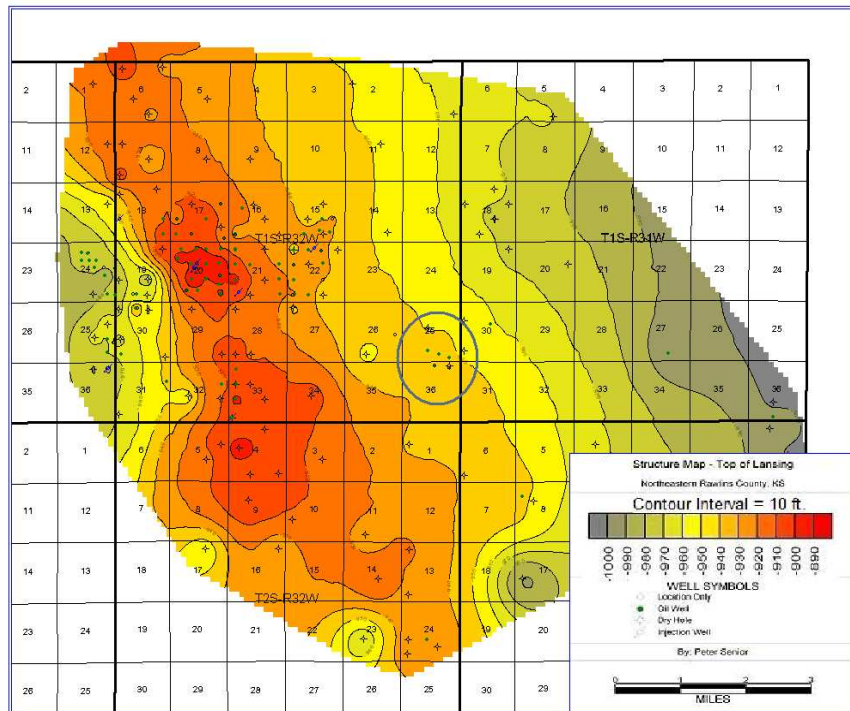 2 1 6 5 4 3 2 1 6 5 4 3 2 1
11 12 7 8 9 10 11 12 7 8 9 10 11 12
14 13 18 17 16 15 14 13 18 17 16 15 14 13
T1S-R32W T1S-R31W
23 24 19 20 21 22 23 24 19 20 21 22 23 24
26 25 30 29 28 27 26 25 30 29 28 27 26 25
35 36 31 32 33 34 35 36 31 32 33 34 35 36
2 1 6 5 4 3 2 1 6 5
11 12 7 8 9 10 11 12 7 8
14 13 18 17 16 15 14 13 18 17
T2S-R32W
23 24 19 20 21 22 23 24 19 20
26 25 30 29 28 27 26 25 30 29
Structure Map - Top of Lansing
Northeastern Rawlins County, KS
Contour Interval = 10 ft.
-1000 -990 -980 -970 -960 -950 -940 -930 -920 -910 -900 -890
WELL SYMBOLS
Location Only
Oil Well
Dry Hole
Injection Well
By: Peter Senior
0 1 2 3
MILES